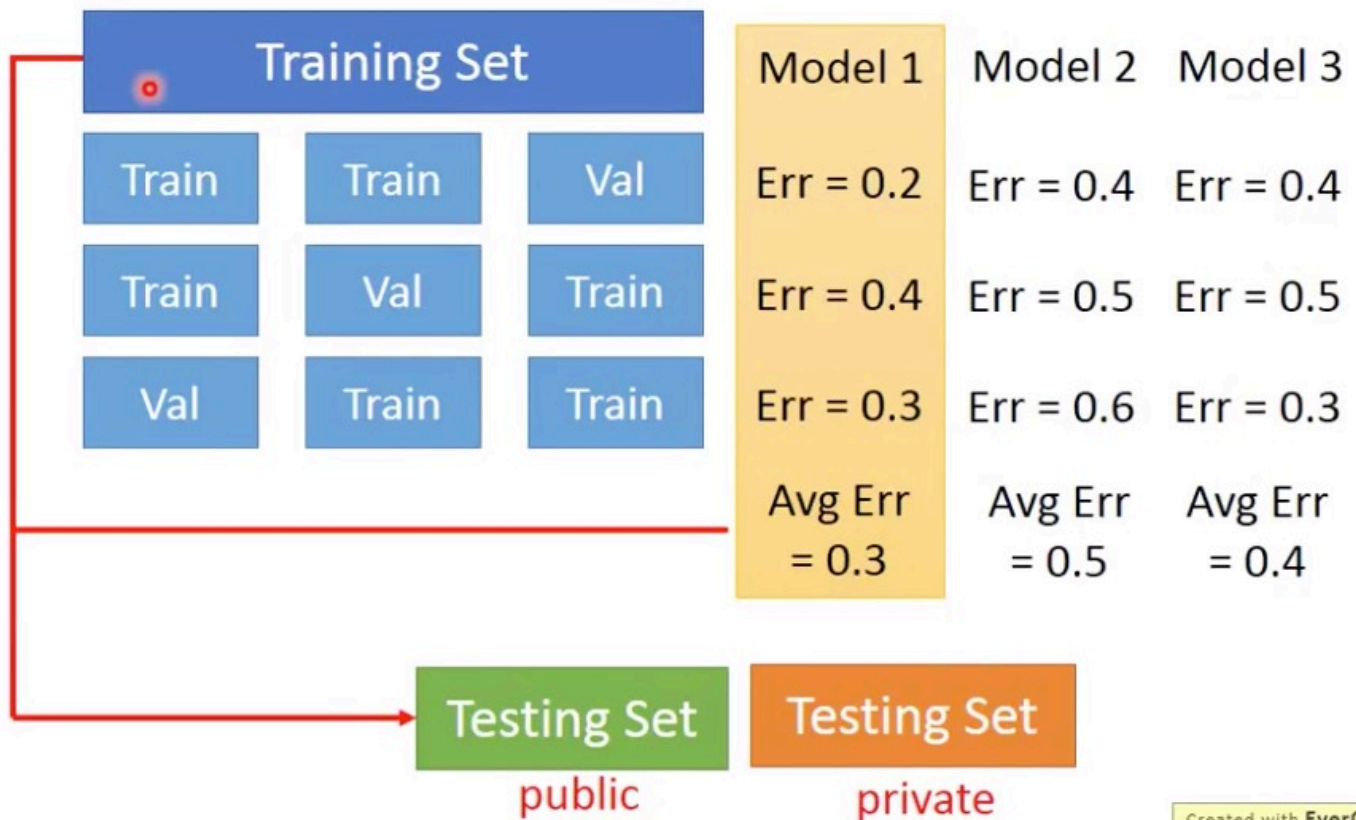 Training Set
Model 1 Model 2 Model 3
Train Train Val
Err = 0.2 Err = 0.4 Err = 0.4
Train Val Train
Err = 0.4 Err = 0.5 Err = 0.5
Val Train Train
Err = 0.3 Err = 0.6 Err = 0.3
Avg Err Avg Err Avg Err
= 0.3 = 0.5 = 0.4
Testing Set Testing Set
public private
Created with